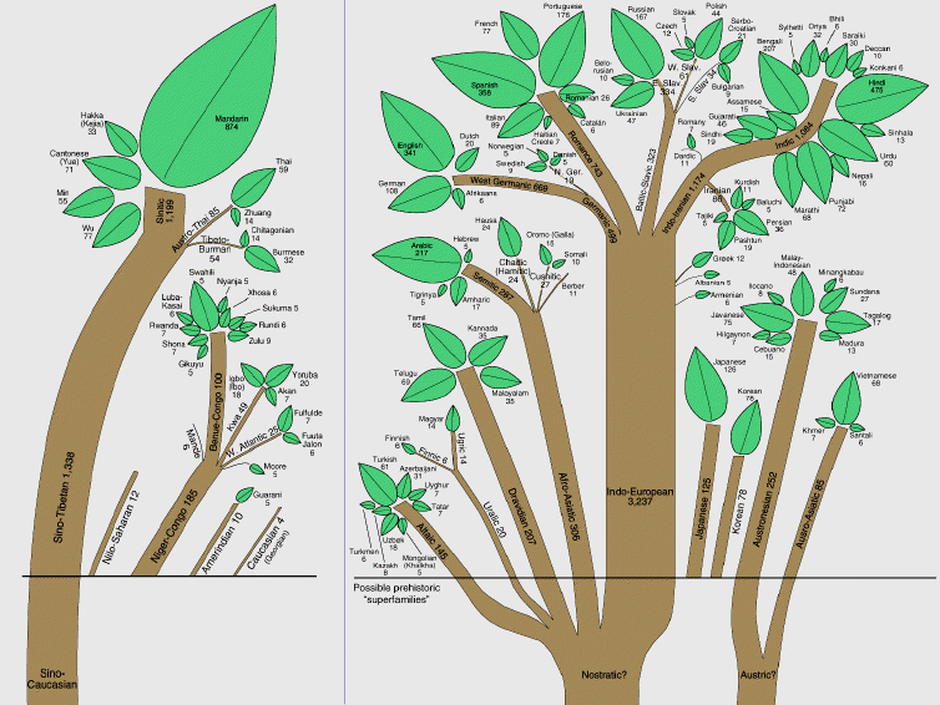 Mandarin
874
Hakka
(Kejia)
33
Cantonese
(Yue)
71
Min
55
Wu
77
Sinitic
1,199
Thai
59
Austro-Thai 85
Zhuang
14
Tibeto-
Burman
54
Chitagonian
14
Burmese
32
Swahili
5
Nyanja 5
Xhosa 6
Luba-
Kasai
6
Sukuma 5
Rwanda
7
Rundi 6
Shona
7
Zulu 9
Gikuyu
5
Benue-Congo 100
Igbo
(Ibo)
18
Yoruba
20
Akan
7
Kwa 49
Fulfulde
7
Mande
6
W. Atlantic 25
Fuuta
Jalon
6
Moore
5
Sino-Tibetan 1,338
Nilo-Saharan 12
Niger-Congo 185
Guarani
5
Amerindian 10
Caucasian 4
(Georgian)
Sino-
Caucasian
French
77
Portuguese
176
Spanish
358
Romanian 26
Italian
89
Catalán
6
Haitian
Creole 7
Romance 743
Russian
167
Slovak
5
Czech
12
Polish
44
Serbo-
Croatian
21
Belo-
rusian
10
W. Slav.
61
E. Slav
334
S. Slav 34
Bulgarian
9
Ukrainian
47
Baltic-Slavic 323
Bengali
207
Sylhetti
5
Oriya
32
Bhili
6
Saraiki
30
Deccan
10
Konkani 6
Hindi
475
Assamese
15
Gujarati
46
Sindhi
19
Romany
7
Dardic
11
Indic 1,084
Sinhala
13
Urdu
60
Nepali
16
Punjabi
72
Marathi
68
Indo-Iranian 1,174
Iranian
86
Kurdish
11
Baluchi
5
Persian
36
Tajiki
5
Pashtun
19
English
341
Dutch
20
Norwegian
5
Swedish
9
Danish
5
N. Ger.
19
German
108
West Germanic 669
Afrikaans
6
Germanic 499
Greek 12
Albanian 5
Armenian
6
Arabic
217
Hebrew
5
Hausa
24
Oromo (Galla)
15
Chadic
(Hamitic)
24
Cushitic
27
Somali
10
Berber
11
Semitic 287
Tigrinya
5
Amharic
17
Tamil
66
Kannada
35
Telugu
69
Malayalam
35
Magyar
14
Finnish
6
Ugric 14
Finnic 6
Turkish
61
Azerbaijani
31
Uyghur
7
Tatar
7
Uzbek
18
Turkmen
6
Kazakh
8
Mongolian
(Khalkha)
5
Altaic 145
Uralic 20
Dravidian 207
Afro-Asiatic 306
Indo-European
3,237
Japanese
126
Korean
78
Japanese 125
Korean 78
Malay-
Indonesian
48
Minangkabau
6
Ilocano
8
Sundana
27
Javanese
75
Tagalog
17
Hilgaynon
7
Cebuano
15
Madura
13
Austronesian 252
Vietnamese
68
Khmer
7
Santali
6
Ausro-Asiatic 85
Possible prehistoric
"superfamilies"
Nostratic?
Austric?